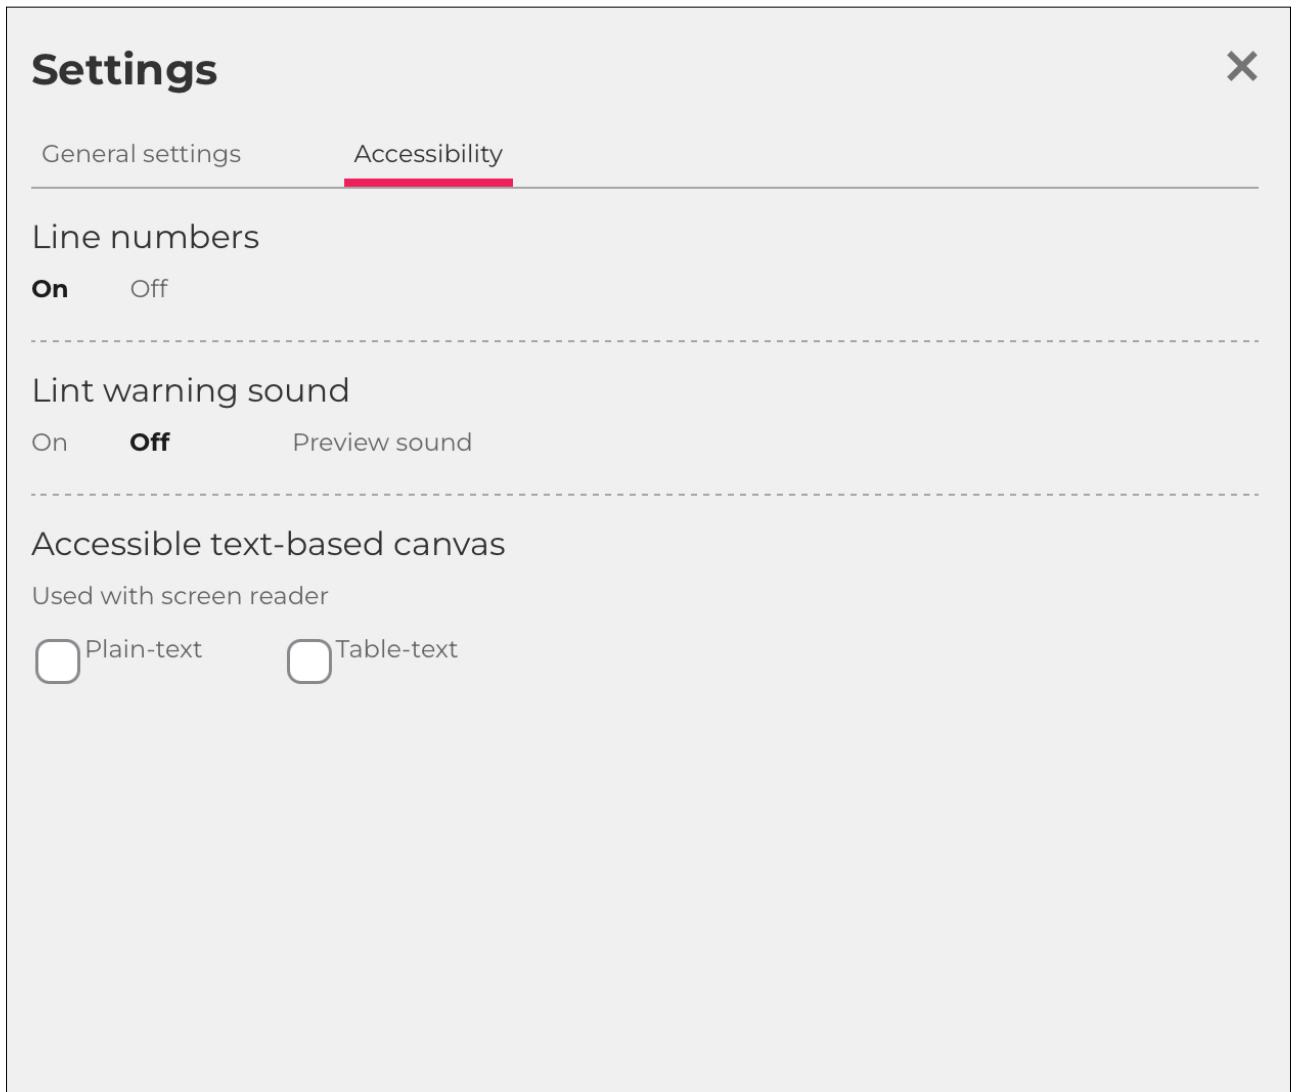 Settings
General settings Accessibility
Line numbers
On Off
Lint warning sound
On Off Preview sound
Accessible text-based canvas
Used with screen reader
Plain-text Table-text